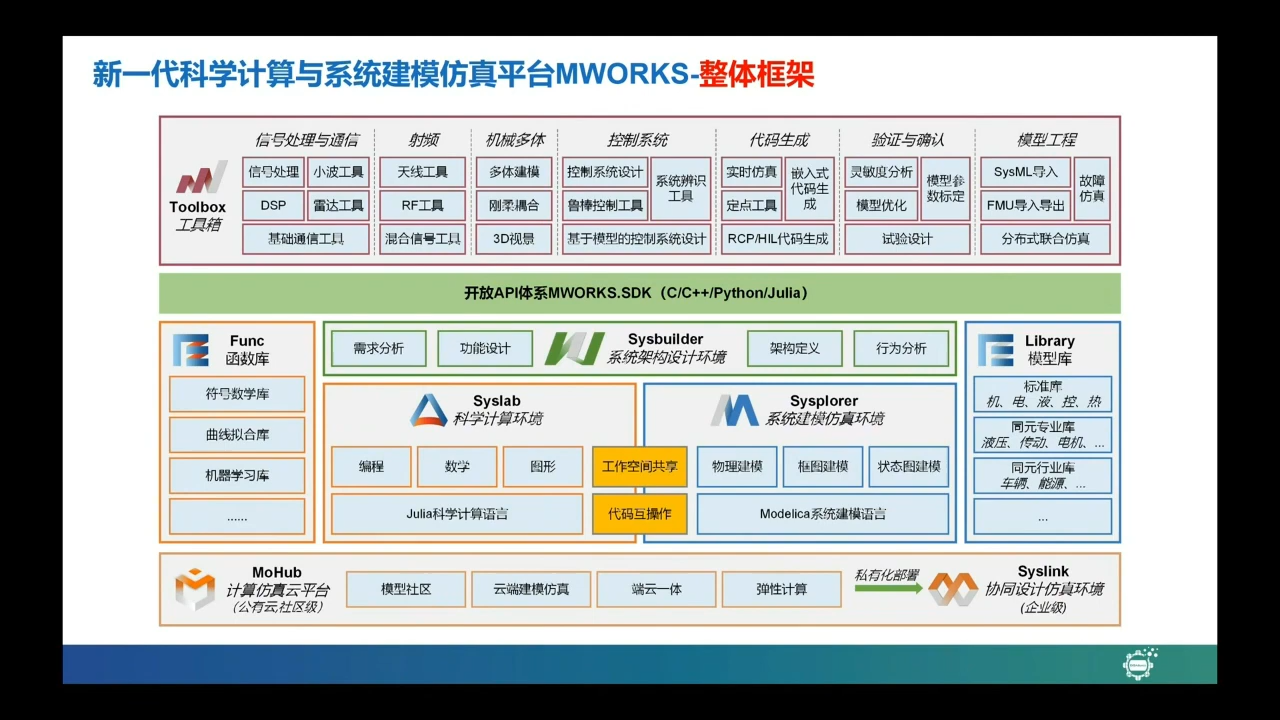 新一代科学计算与系统建模仿真平台MWORKS-整体框架
Toolbox
工具箱
信号处理与通信
信号处理
小波工具
DSP
雷达工具
基础通信工具
射频
天线工具
RF工具
混合信号工具
机械多体
多体建模
刚柔耦合
3D视景
控制系统
控制系统设计
鲁棒控制工具
系统辨识
工具
基于模型的控制系统设计
代码生成
实时仿真
定点工具
嵌入式
代码生
成
RCP/HIL代码生成
验证与确认
灵敏度分析
模型优化
模型参
数标定
试验设计
模型工程
SysML导入
FMU导入导出
故障
仿真
分布式联合仿真
开放API体系MWORKS.SDK（C/C++/Python/Julia）
Func
函数库
符号数学库
曲线拟合库
机器学习库
......
需求分析
功能设计
Sysbuilder
系统架构设计环境
架构定义
行为分析
Syslab
科学计算环境
编程
数学
图形
Julia科学计算语言
工作空间共享
代码互操作
Sysplorer
系统建模仿真环境
物理建模
框图建模
状态图建模
Modelica系统建模语言
Library
模型库
标准库
机、电、液、控、热
同元专业库
液压、传动、电机、...
同元行业库
车辆、能源、...
...
MoHub
计算仿真云平台
（公有云,社区级）
模型社区
云端建模仿真
端云一体
弹性计算
私有化部署
Syslink
协同设计仿真环境
(企业级)